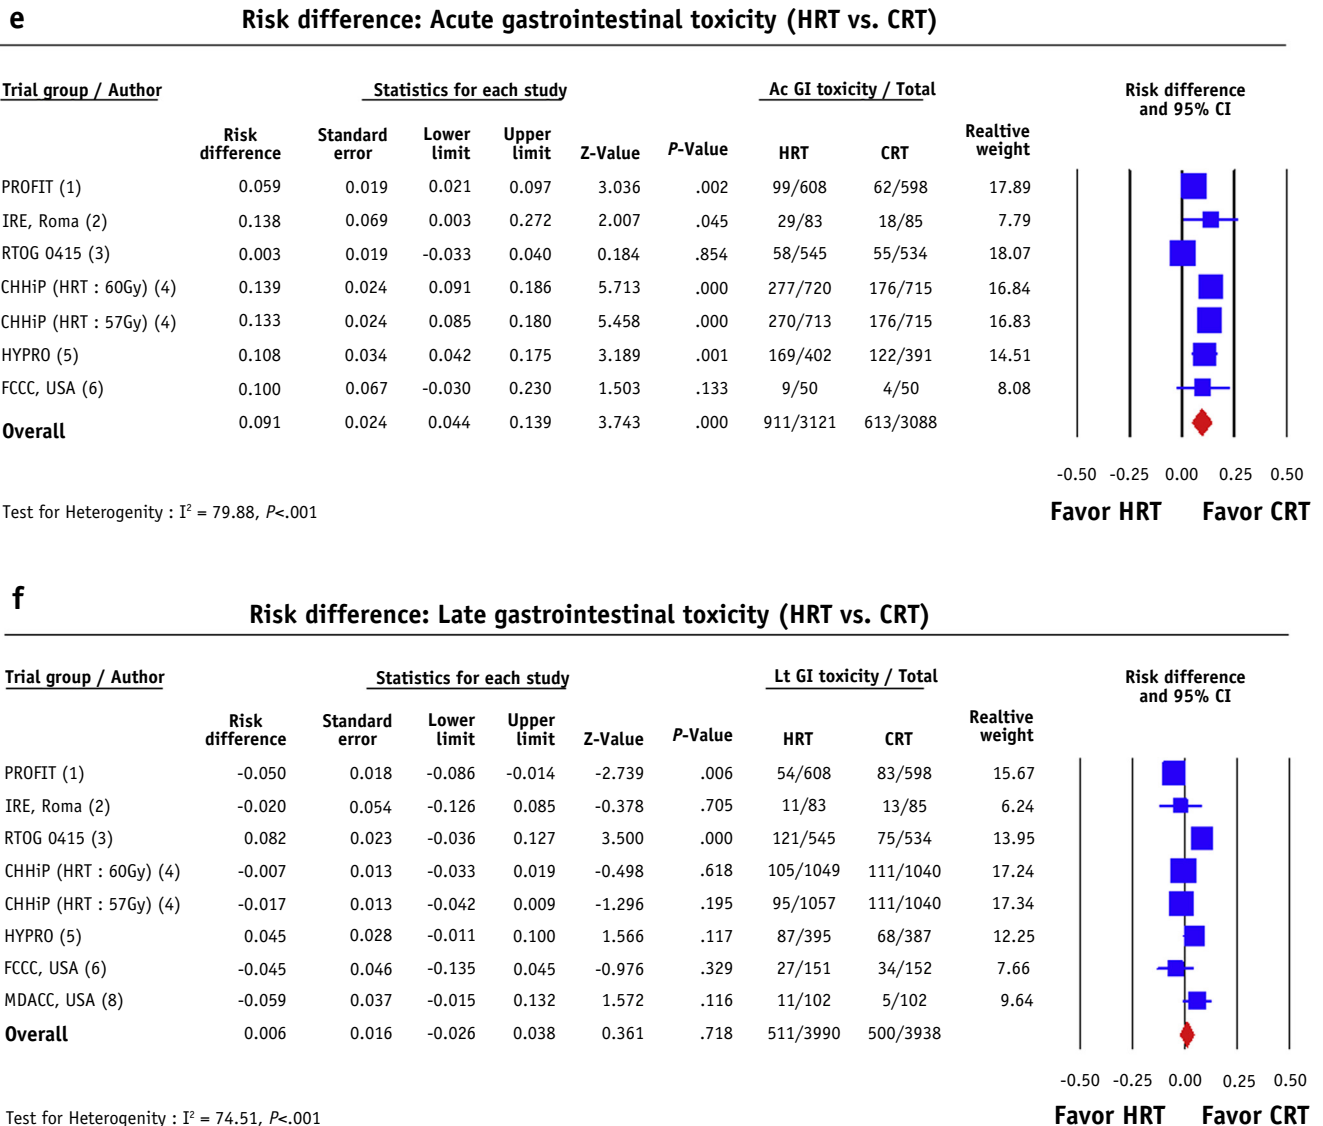 e
Risk difference: Acute gastrointestinal toxicity (HRT vs. CRT)
Trial group / Author Statistics for each study Ac GI toxicity / Total Risk difference and 95% CI
Risk difference Standard error Lower limit Upper limit Z-Value P-Value HRT CRT Realtive weight
PROFIT (1) 0.059 0.019 0.021 0.097 3.036 .002 99/608 62/598 17.89
IRE, Roma (2) 0.138 0.069 0.003 0.272 2.007 .045 29/83 18/85 7.79
RTOG 0415 (3) 0.003 0.019 -0.033 0.040 0.184 .854 58/545 55/534 18.07
CHHiP (HRT : 60Gy) (4) 0.139 0.024 0.091 0.186 5.713 .000 277/720 176/715 16.84
CHHiP (HRT : 57Gy) (4) 0.133 0.024 0.085 0.180 5.458 .000 270/713 176/715 16.83
HYPRO (5) 0.108 0.034 0.042 0.175 3.189 .001 169/402 122/391 14.51
FCCC, USA (6) 0.100 0.067 -0.030 0.230 1.503 .133 9/50 4/50 8.08
Overall 0.091 0.024 0.044 0.139 3.743 .000 911/3121 613/3088
-0.50 -0.25 0.00 0.25 0.50
Favor HRT Favor CRT
Test for Heterogenity : I² = 79.88, P<.001
f
Risk difference: Late gastrointestinal toxicity (HRT vs. CRT)
Trial group / Author Statistics for each study Lt GI toxicity / Total Risk difference and 95% CI
Risk difference Standard error Lower limit Upper limit Z-Value P-Value HRT CRT Realtive weight
PROFIT (1) -0.050 0.018 -0.086 -0.014 -2.739 .006 54/608 83/598 15.67
IRE, Roma (2) -0.020 0.054 -0.126 0.085 -0.378 .705 11/83 13/85 6.24
RTOG 0415 (3) 0.082 0.023 -0.036 0.127 3.500 .000 121/545 75/534 13.95
CHHiP (HRT : 60Gy) (4) -0.007 0.013 -0.033 0.019 -0.498 .618 105/1049 111/1040 17.24
CHHiP (HRT : 57Gy) (4) -0.017 0.013 -0.042 0.009 -1.296 .195 95/1057 111/1040 17.34
HYPRO (5) 0.045 0.028 -0.011 0.100 1.566 .117 87/395 68/387 12.25
FCCC, USA (6) -0.045 0.046 -0.135 0.045 -0.976 .329 27/151 34/152 7.66
MDACC, USA (8) -0.059 0.037 -0.015 0.132 1.572 .116 11/102 5/102 9.64
Overall 0.006 0.016 -0.026 0.038 0.361 .718 511/3990 500/3938
-0.50 -0.25 0.00 0.25 0.50
Favor HRT Favor CRT
Test for Heterogenity : I² = 74.51, P<.001